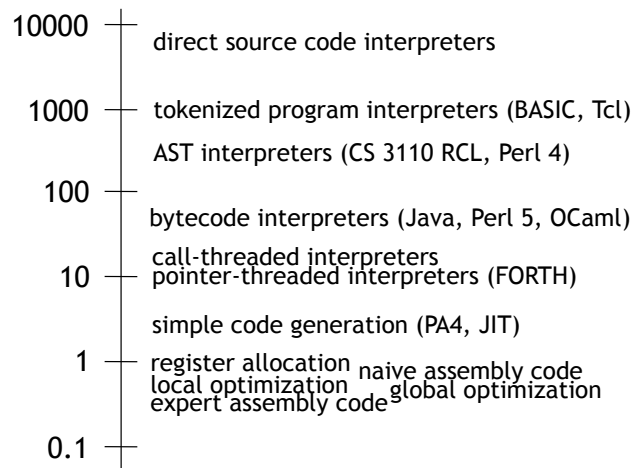 10000
direct source code interpreters
1000 tokenized program interpreters (BASIC, Tcl)
AST interpreters (CS 3110 RCL, Perl 4)
100
bytecode interpreters (Java, Perl 5, OCaml)
call-threaded interpreters
10 pointer-threaded interpreters (FORTH)
simple code generation (PA4, JIT)
1 register allocation naive assembly code
local optimization global optimization
expert assembly code
0.1